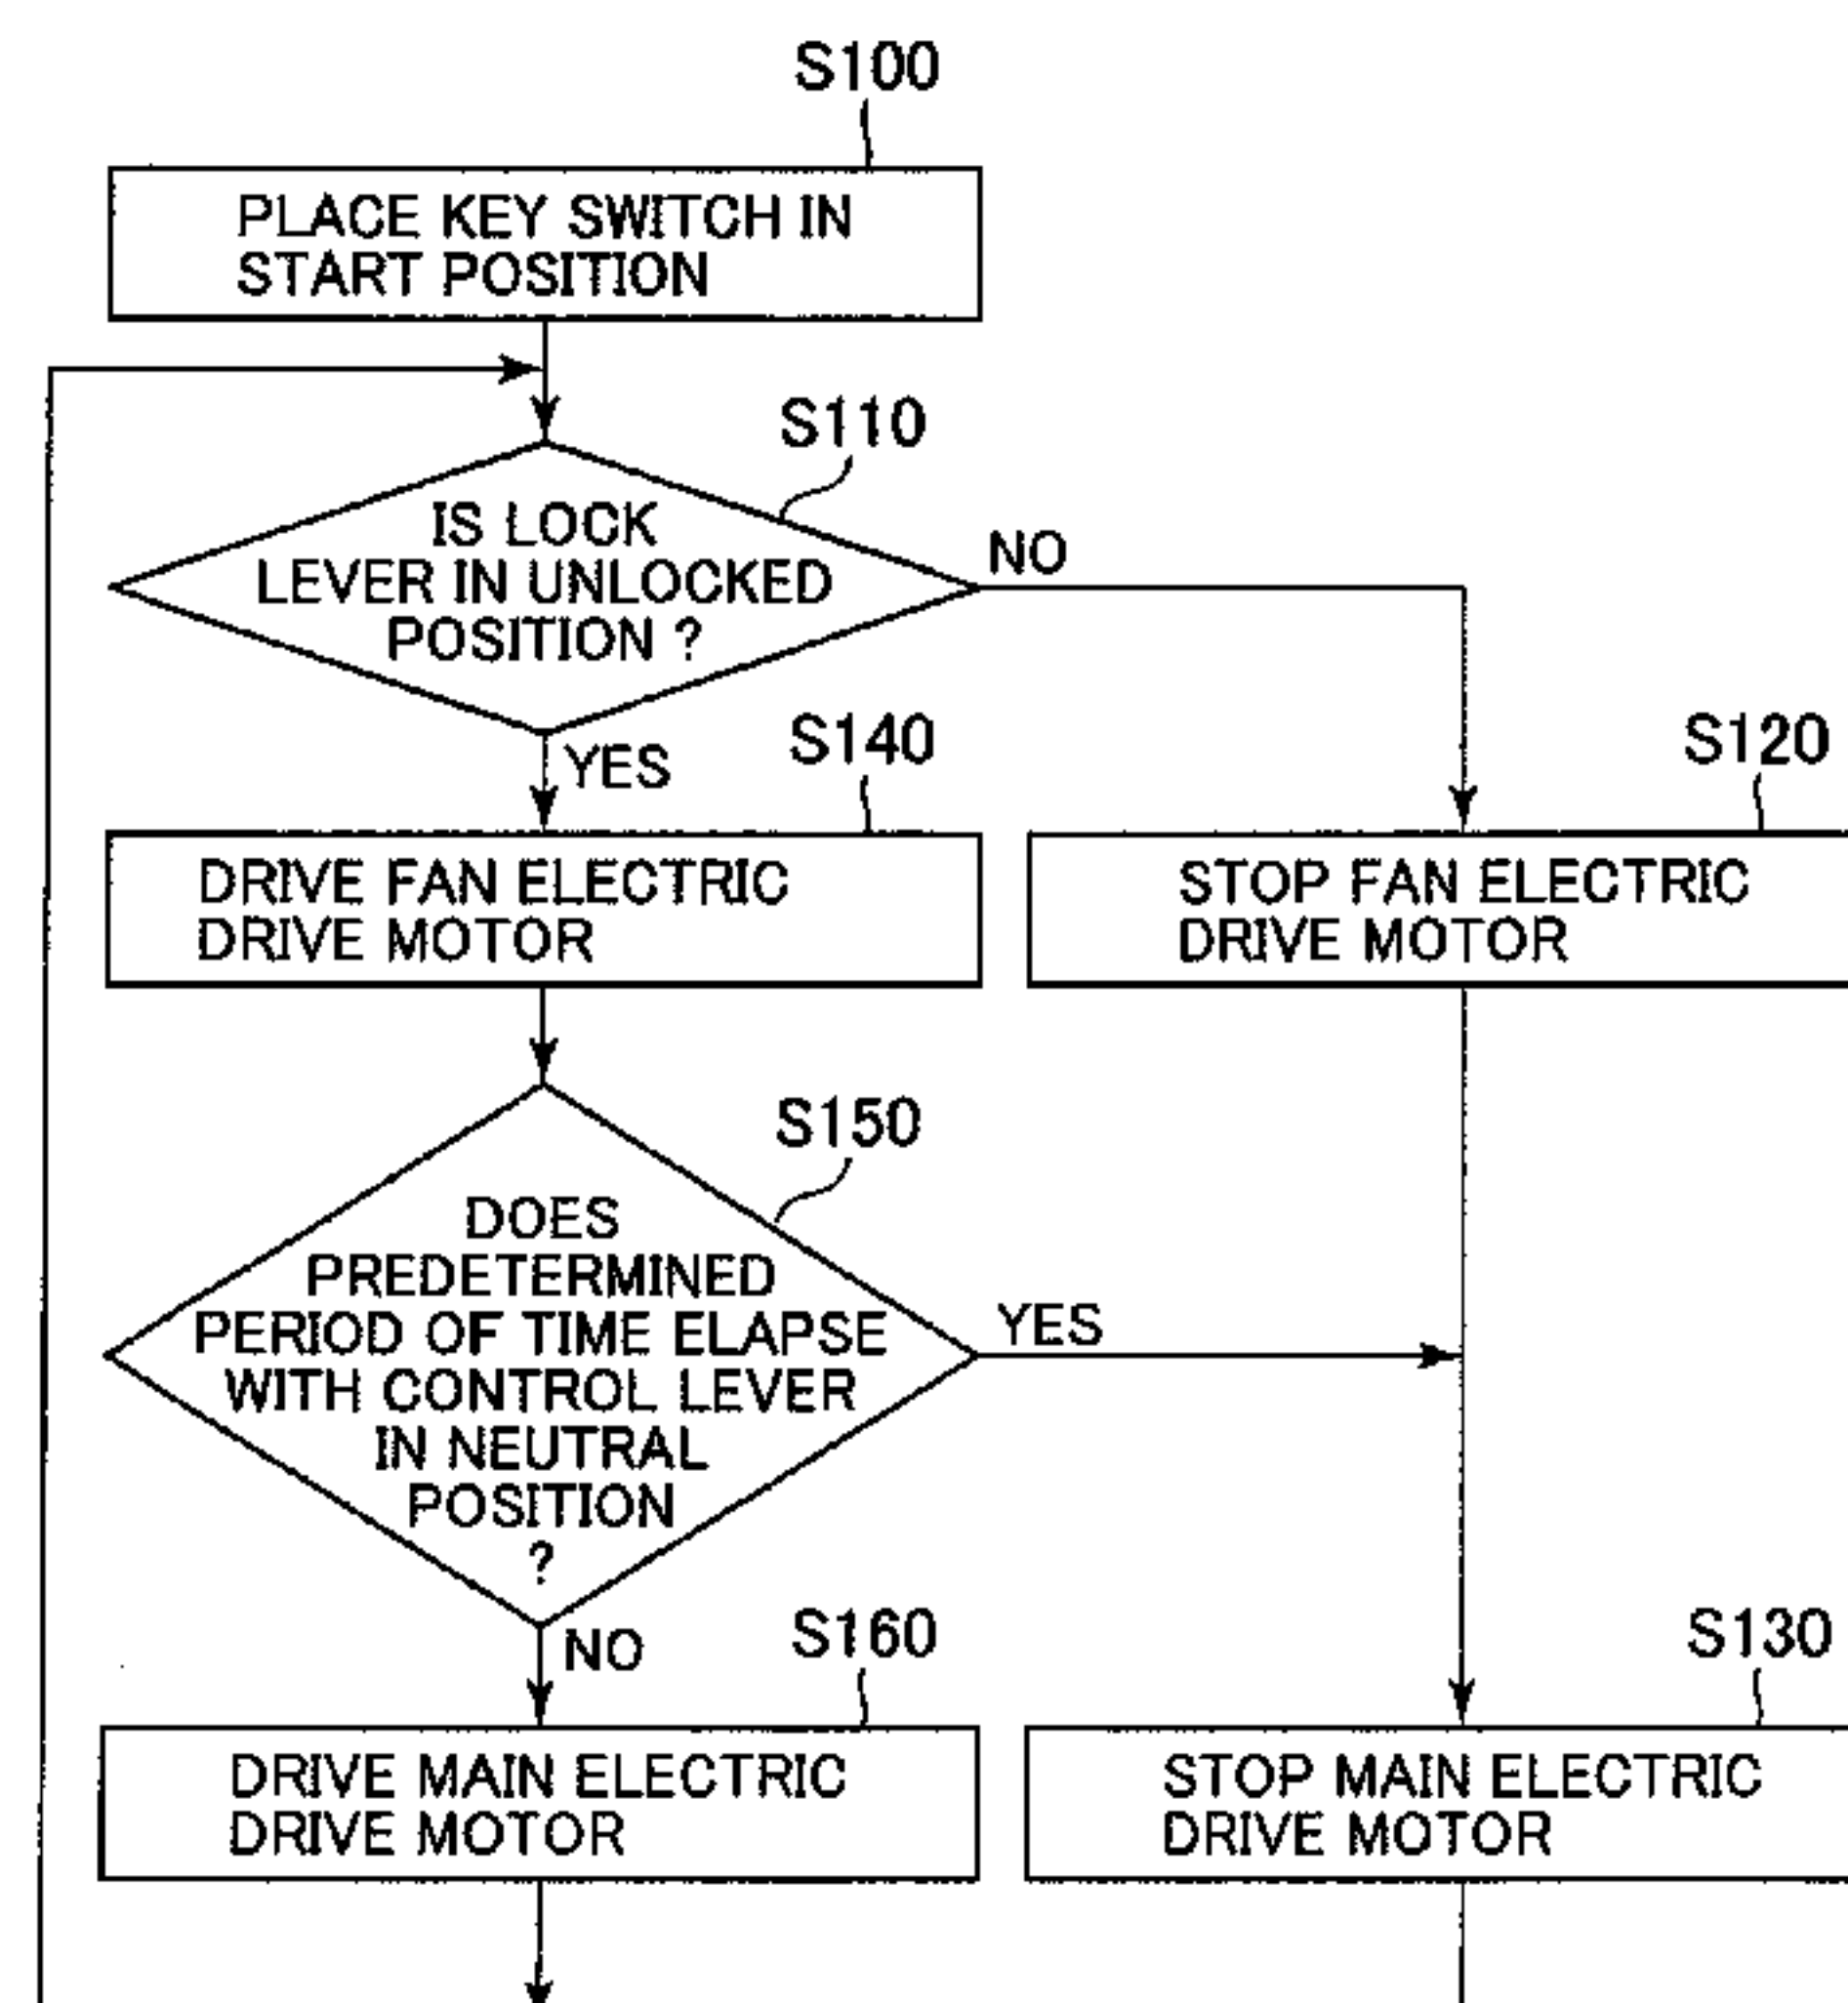 S100
PLACE KEY SWITCH IN
START POSITION
S110
IS LOCK
LEVER IN UNLOCKED
POSITION ?
NO
YES
S140
S120
DRIVE FAN ELECTRIC
DRIVE MOTOR
STOP FAN ELECTRIC
DRIVE MOTOR
S150
DOES
PREDETERMINED
PERIOD OF TIME ELAPSE
WITH CONTROL LEVER
IN NEUTRAL
POSITION
?
YES
NO
S160
S130
DRIVE MAIN ELECTRIC
DRIVE MOTOR
STOP MAIN ELECTRIC
DRIVE MOTOR